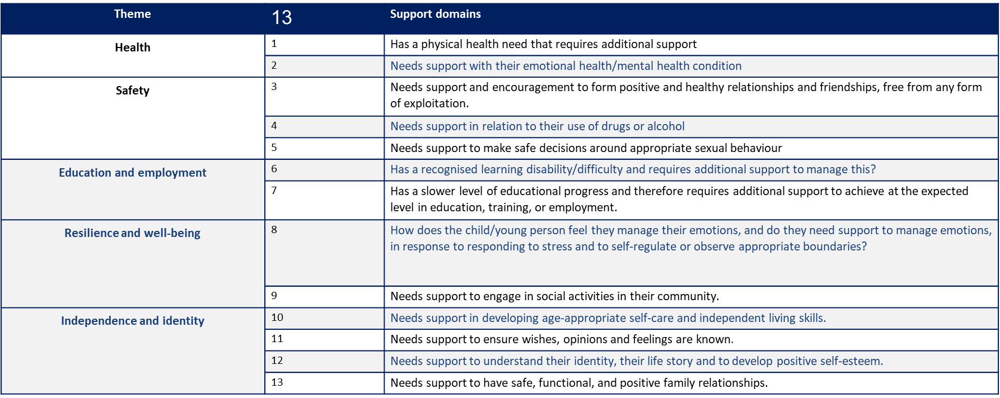 Theme 13 Support domains
Health 1 Has a physical health need that requires additional support
2 Needs support with their emotional health/mental health condition
Safety 3 Needs support and encouragement to form positive and healthy relationships and friendships, free from any form
of exploitation.
4 Needs support in relation to their use of drugs or alcohol
5 Needs support to make safe decisions around appropriate sexual behaviour
Education and employment 6 Has a recognised learning disability/difficulty and requires additional support to manage this?
7 Has a slower level of educational progress and therefore requires additional support to achieve at the expected
level in education, training, or employment.
Resilience and well-being 8 How does the child/young person feel they manage their emotions, and do they need support to manage emotions,
in response to responding to stress and to self-regulate or observe appropriate boundaries?
9 Needs support to engage in social activities in their community.
Independence and identity 10 Needs support in developing age-appropriate self-care and independent living skills.
11 Needs support to ensure wishes, opinions and feelings are known.
12 Needs support to understand their identity, their life story and to develop positive self-esteem.
13 Needs support to have safe, functional, and positive family relationships.